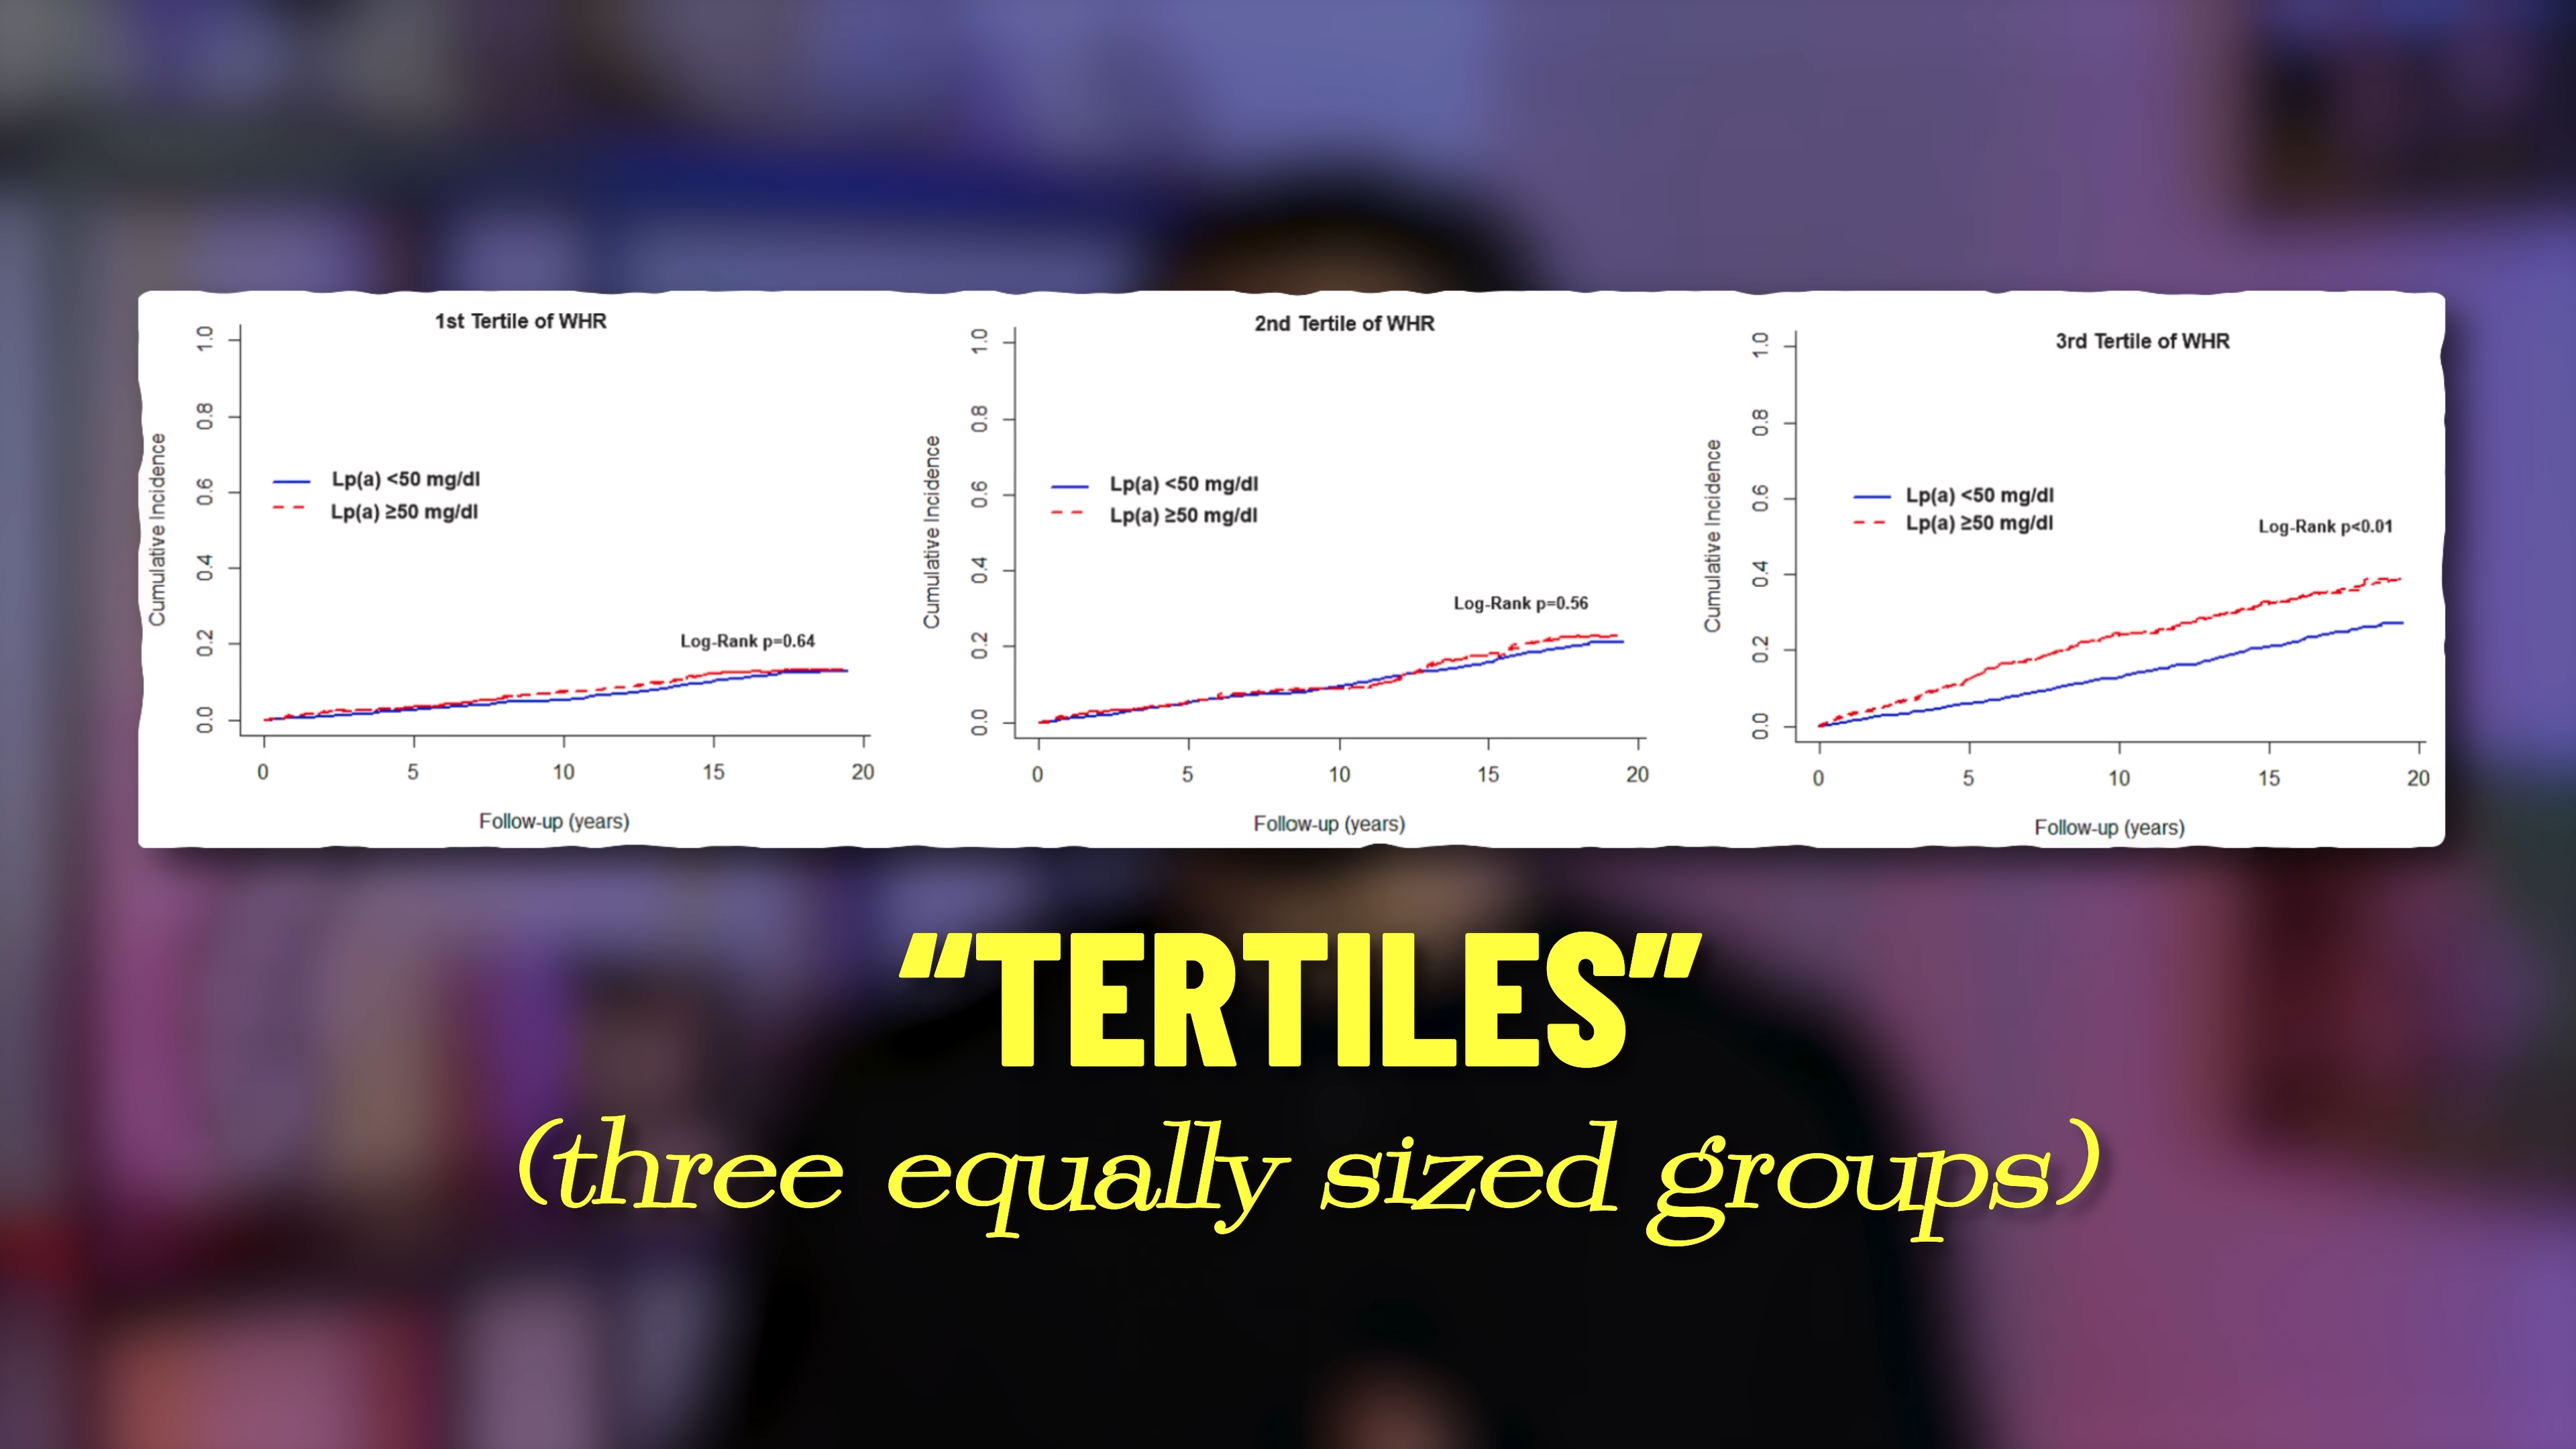 1st Tertile of WHR
Cumulative Incidence
1.0
0.8
0.6
0.4
0.2
0.0
Lp(a) <50 mg/dl
Lp(a) ≥50 mg/dl
Log-Rank p=0.64
0 5 10 15 20
Follow-up (years)
2nd Tertile of WHR
Cumulative Incidence
1.0
0.8
0.6
0.4
0.2
0.0
Lp(a) <50 mg/dl
Lp(a) ≥50 mg/dl
Log-Rank p=0.56
0 5 10 15 20
Follow-up (years)
3rd Tertile of WHR
Cumulative Incidence
1.0
0.8
0.6
0.4
0.2
0.0
Lp(a) <50 mg/dl
Lp(a) ≥50 mg/dl
Log-Rank p<0.01
0 5 10 15 20
Follow-up (years)
“TERTILES”
(three equally sized groups)